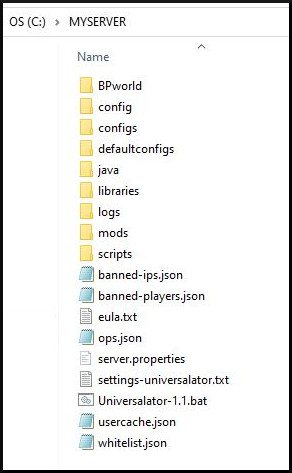 OS (C:) > MYSERVER
Name
BPworld
config
configs
defaultconfigs
java
libraries
logs
mods
scripts
banned-ips.json
banned-players.json
eula.txt
ops.json
server.properties
settings-universalator.txt
Universalator-1.1.bat
usercache.json
whitelist.json